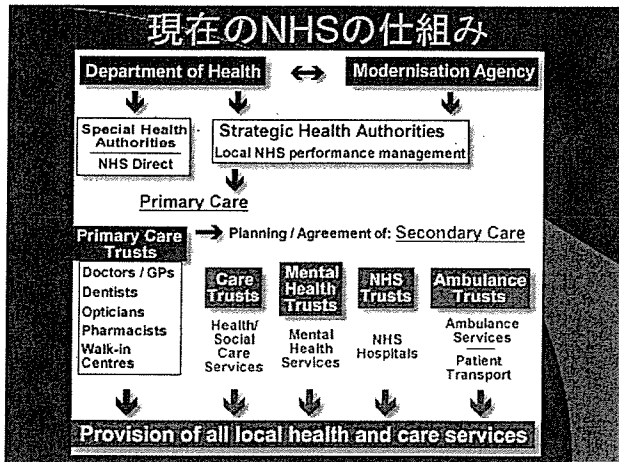 現在のNHSの仕組み
Department of Health
Modernisation Agency
Special Health
Authorities
NHS Direct
Strategic Health Authorities
Local NHS performance management
Primary Care
Primary Care
Trusts
Planning / Agreement of: Secondary Care
Doctors / GPs
Dentists
Opticians
Pharmacists
Walk-in
Centres
Care
Trusts
Health/
Social
Care
Services
Mental
Health
Trusts
Mental
Health
Services
NHS
Trusts
NHS
Hospitals
Ambulance
Trusts
Ambulance
Services
Patient
Transport
Provision of all local health and care services